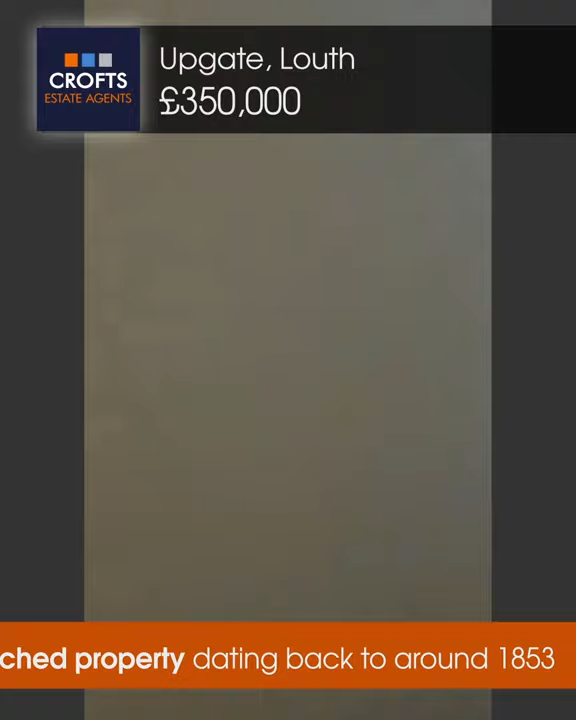 CROFTS
ESTATE AGENTS
Upgate, Louth
£350,000
ched property dating back to around 1853